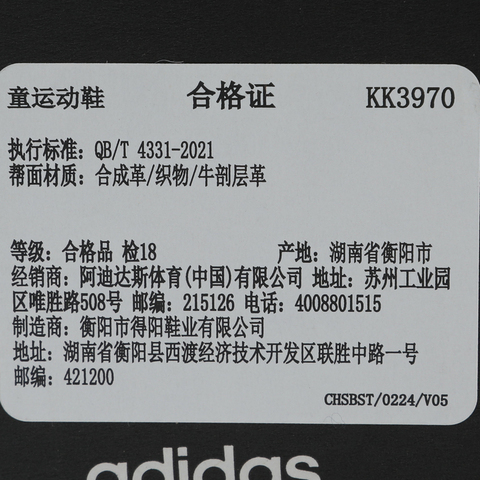 童运动鞋 合格证 KK3970
执行标准: QB/T 4331-2021
帮面材质: 合成革/织物/牛剖层革
等级: 合格品 检18 产地: 湖南省衡阳市
经销商: 阿迪达斯体育(中国)有限公司 地址: 苏州工业园
区唯胜路508号 邮编: 215126 电话: 4008801515
制造商: 衡阳市得阳鞋业有限公司
地址: 湖南省衡阳县西渡经济技术开发区联胜中路一号
邮编: 421200
CHSBST/0224/V05
adidas